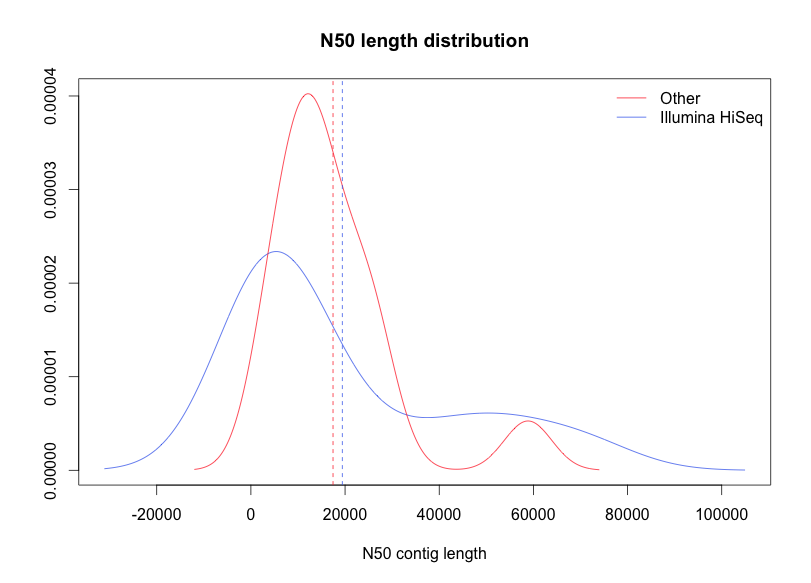 N50 length distribution
Other
Illumina HiSeq
0.00004
0.00003
0.00002
0.00001
0.00000
-20000 0 20000 40000 60000 80000 100000
N50 contig length